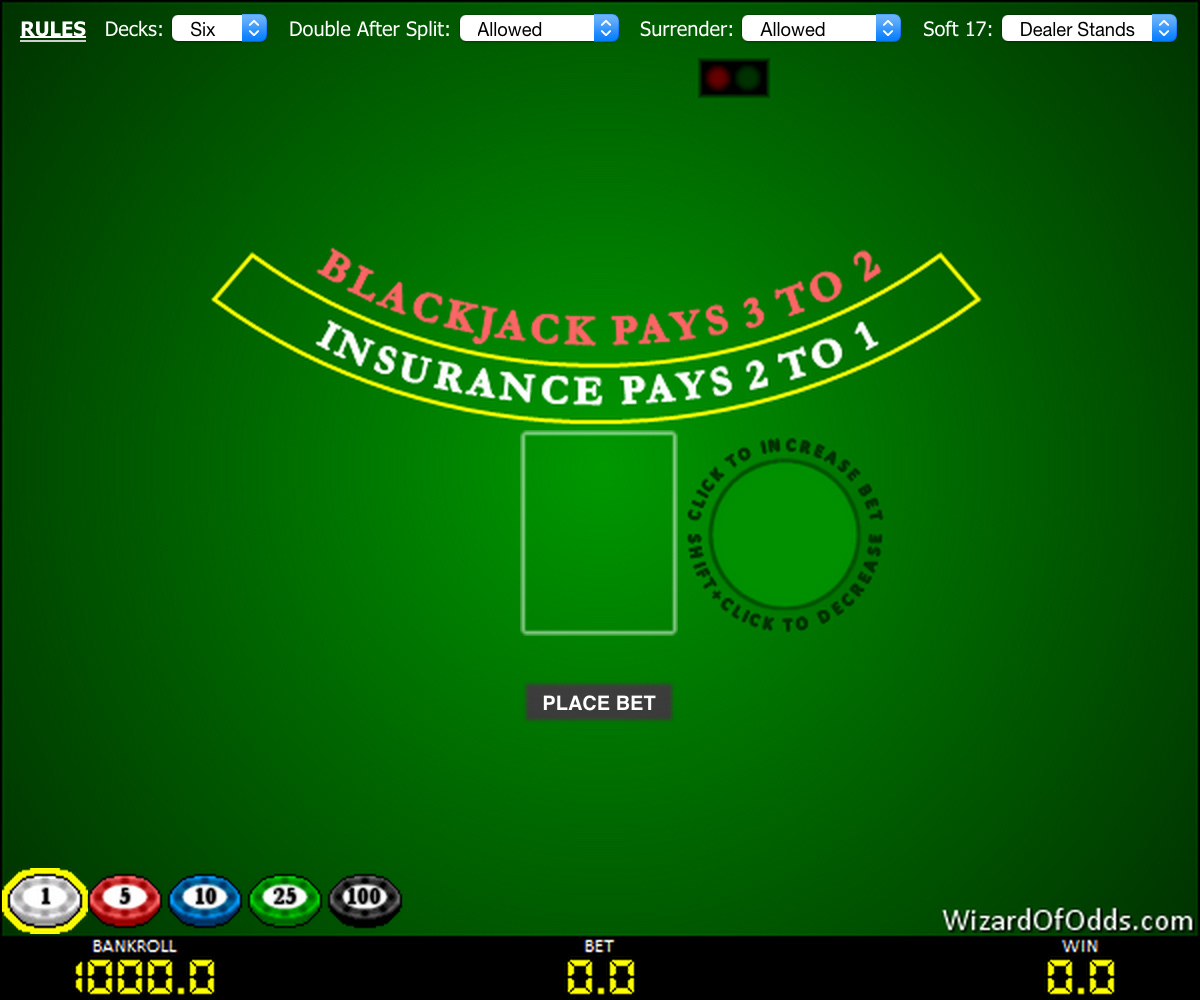 RULES Decks: Six Double After Split: Allowed Surrender: Allowed Soft 17: Dealer Stands
BLACKJACK PAYS 3 TO 2
INSURANCE PAYS 2 TO 1
CLICK TO INCREASE BET
SHIFT+CLICK TO DECREASE
PLACE BET
1 5 10 25 100
WizardOfOdds.com
BANKROLL BET WIN
1000.0 0.0 0.0